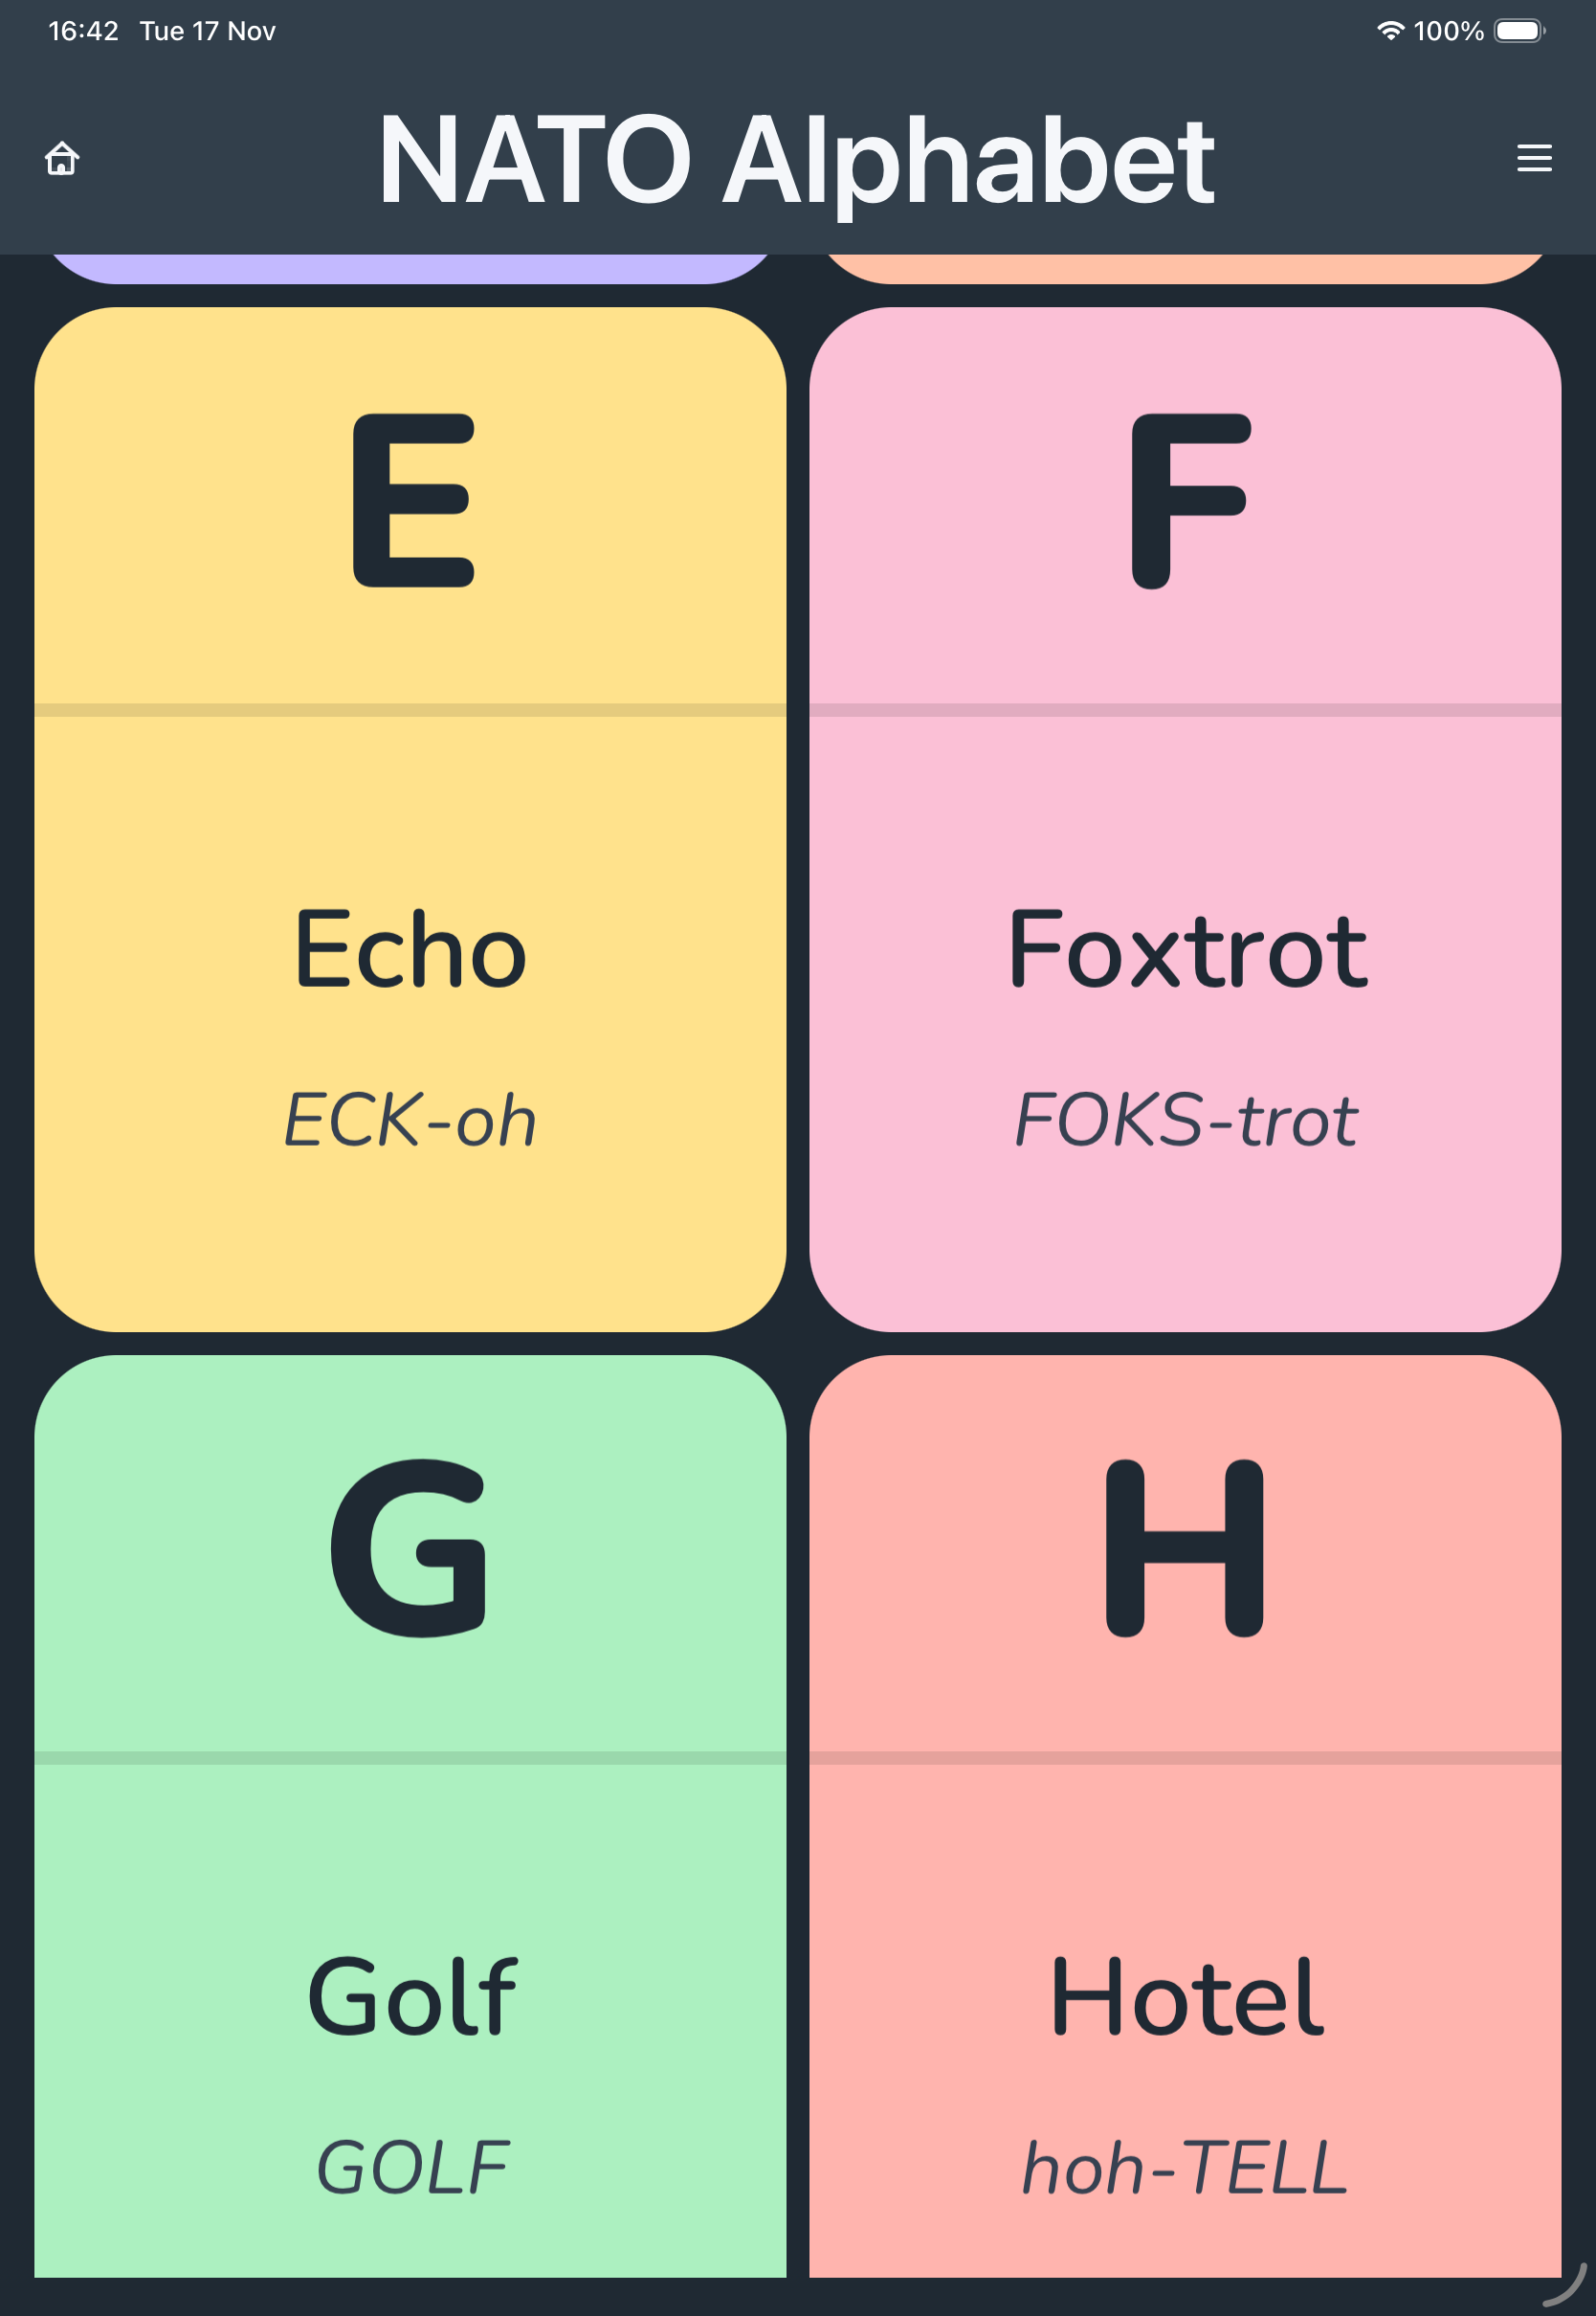 16:42 Tue 17 Nov 100%
NATO Alphabet
E
F
Echo
Foxtrot
ECK-oh
FOKS-trot
G
H
Golf
Hotel
GOLF
hoh-TELL